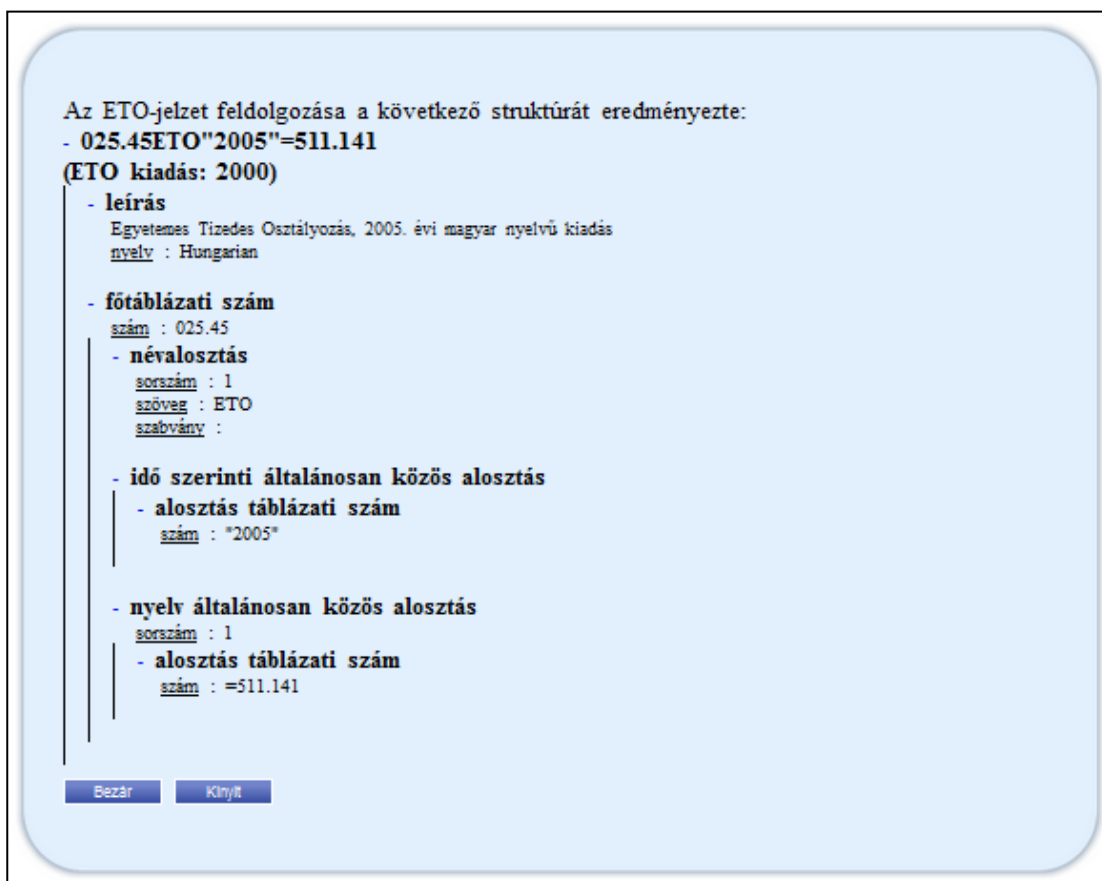 Az ETO-jelzet feldolgozása a következő struktúrát eredményezte:
- 025.45ETO"2005"=511.141
(ETO kiadás: 2000)
- leírás
Egyetemes Tizedes Osztályozás, 2005. évi magyar nyelvű kiadás
nyelv : Hungarian
- főtáblázati szám
szám : 025.45
- névalosztás
sorszám : 1
szöveg : ETO
szabvány :
- idő szerinti általánosan közös alosztás
- alosztás táblázati szám
szám : "2005"
- nyelv általánosan közös alosztás
sorszám : 1
- alosztás táblázati szám
szám : =511.141
Bezár Kinyit